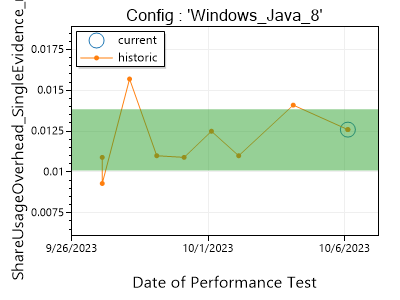 Config : 'Windows_Java_8'
ShareUsageOverhead_SingleEvidence_
current
historic
0.0175
0.015
0.0125
0.01
0.0075
9/26/2023
10/1/2023
10/6/2023
Date of Performance Test